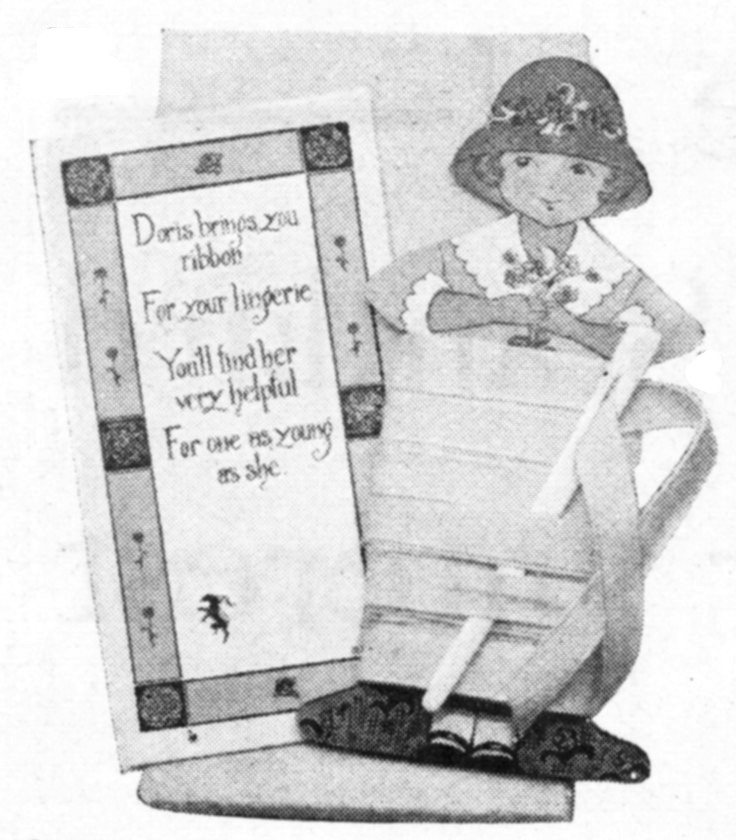 Doris brings you
ribbon
For your lingerie
You'll find her
very helpful
For one as young
as she.